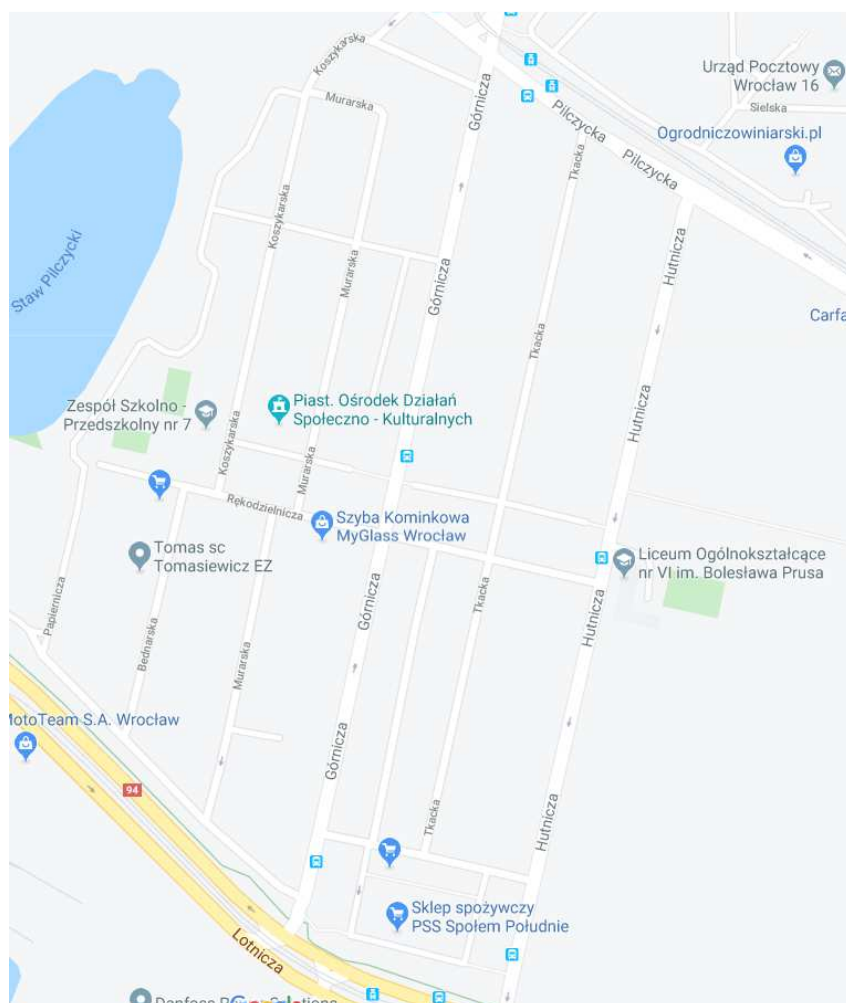 Koszykarska
Murarska
Górnicza
Pilczycka
Pilczycka
Urząd Pocztowy
Wrocław 16
Sielska
Ogrodniczowiniarski.pl
Tkacka
Koszykarska
Murarska
Górnicza
Hutnicza
Staw Pilczycki
Carfa
Tkacka
Zespół Szkolno -
Przedszkolny nr 7
Piast. Ośrodek Działań
Społeczno - Kulturalnych
Koszykarska
Murarska
Hutnicza
Rękodzielnicza
Szyba Kominkowa
MyGlass Wrocław
Tomas sc
Tomasiewicz EZ
Liceum Ogólnokształcące
nr VI im. Bolesława Prusa
Papiernicza
Bednarska
Murarska
Górnicza
Tkacka
Hutnicza
MotoTeam S.A. Wrocław
94
Górnicza
Tkacka
Hutnicza
Sklep spożywczy
PSS Społem Południe
Lotnicza